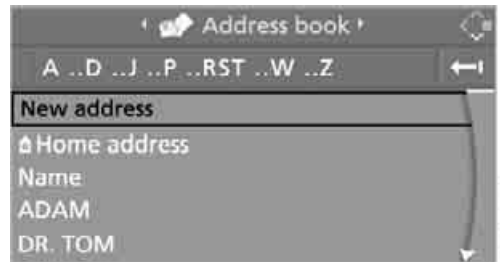 Address book
A ..D ..J ..P ..RST ..W ..Z
New address
Home address
Name
ADAM
DR. TOM